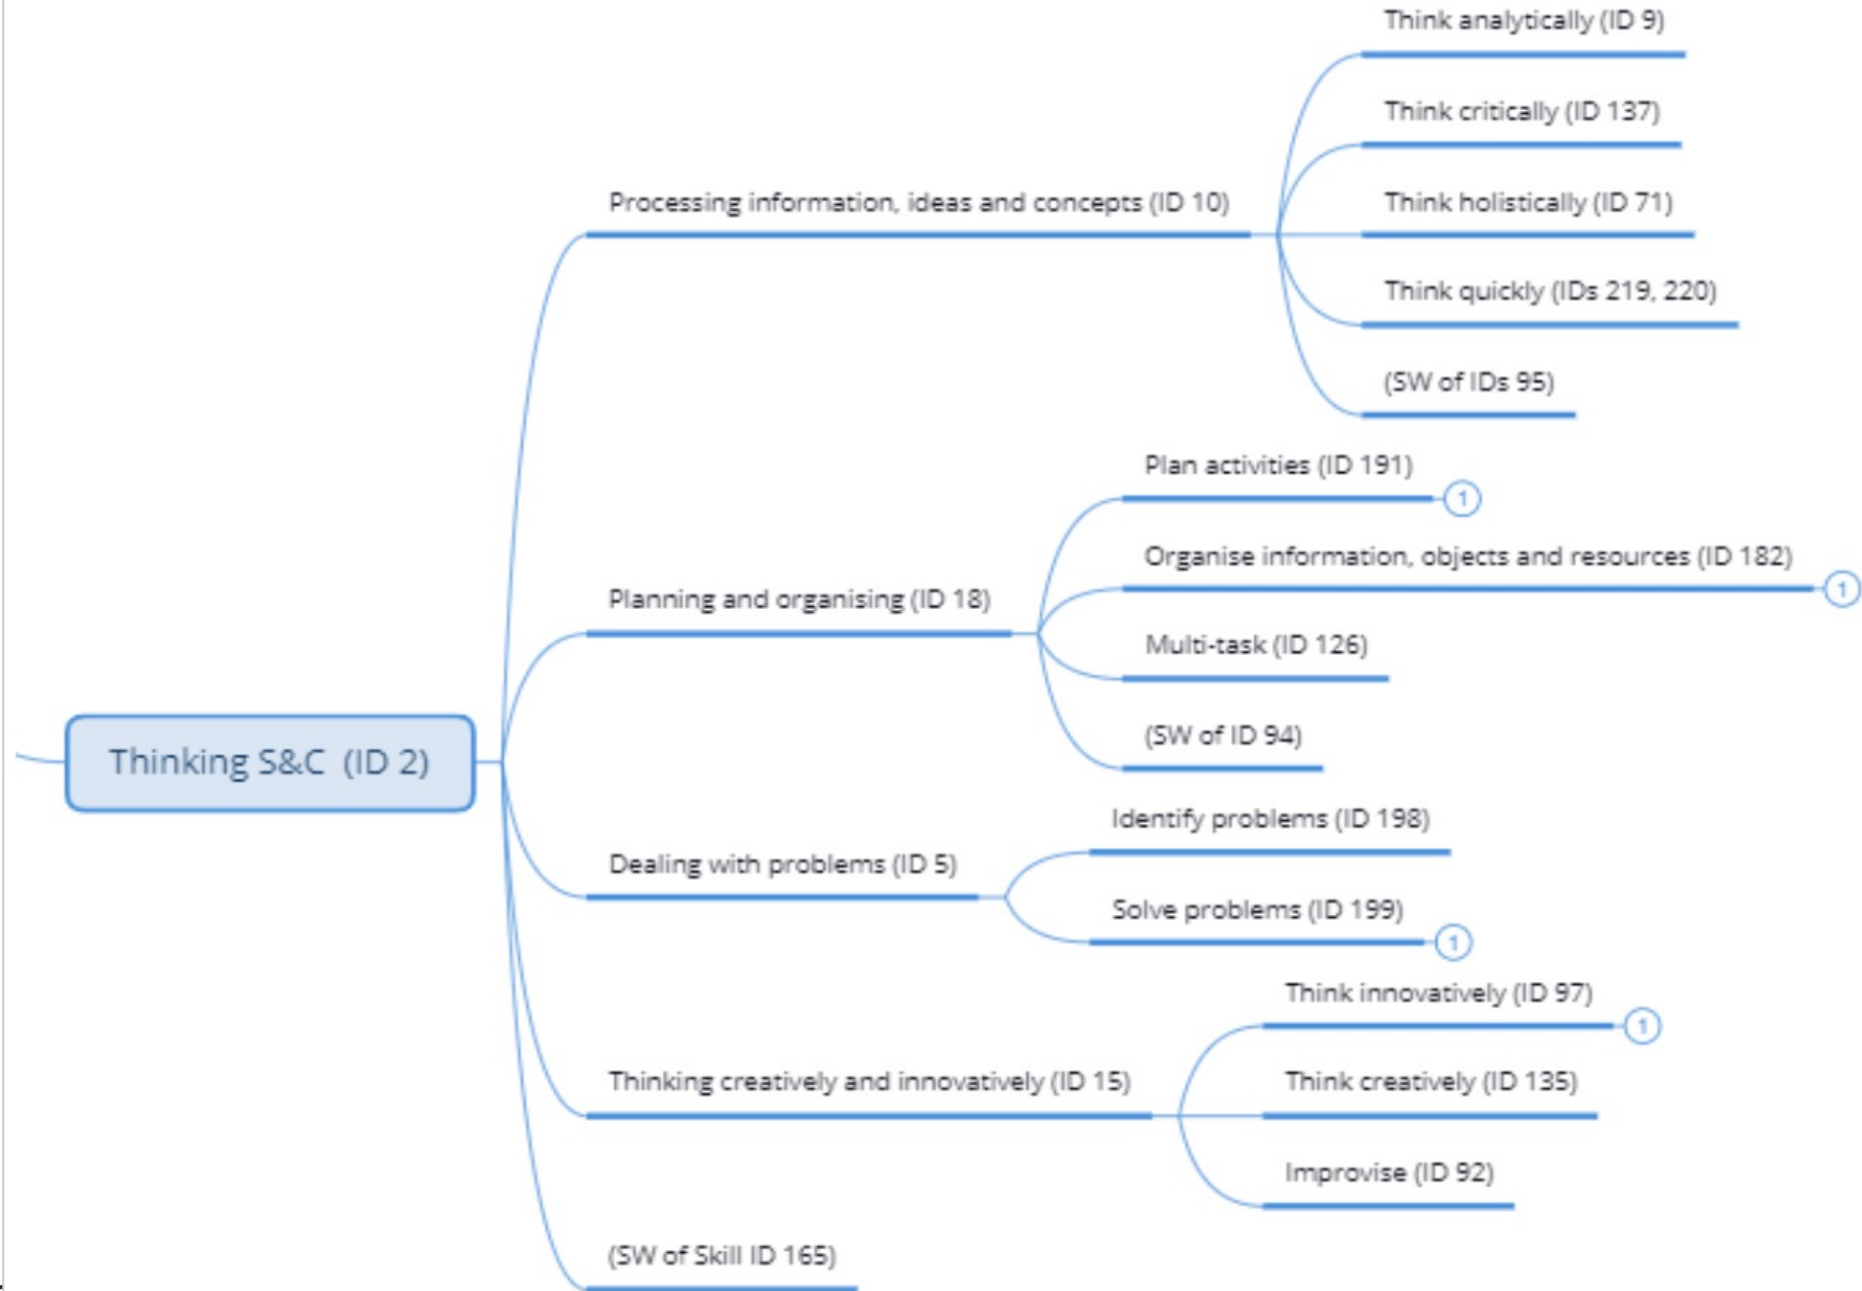 Think analytically (ID 9)
Think critically (ID 137)
Processing information, ideas and concepts (ID 10)
Think holistically (ID 71)
Think quickly (IDs 219, 220)
(SW of IDs 95)
Plan activities (ID 191)
1
Organise information, objects and resources (ID 182)
1
Planning and organising (ID 18)
Multi-task (ID 126)
(SW of ID 94)
Thinking S&C (ID 2)
Identify problems (ID 198)
Dealing with problems (ID 5)
Solve problems (ID 199)
1
Think innovatively (ID 97)
1
Thinking creatively and innovatively (ID 15)
Think creatively (ID 135)
Improvise (ID 92)
(SW of Skill ID 165)